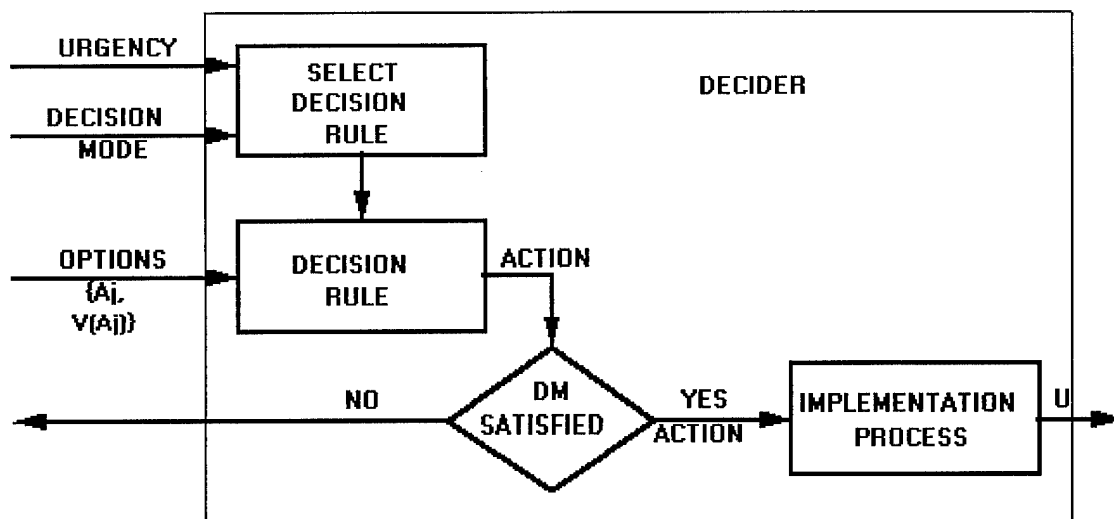 URGENCY
SELECT
DECISION
RULE
DECIDER
DECISION
MODE
OPTIONS
{Aj,
V(Aj)}
DECISION
RULE
ACTION
NO
DM
SATISFIED
YES
ACTION
IMPLEMENTATION
PROCESS
U